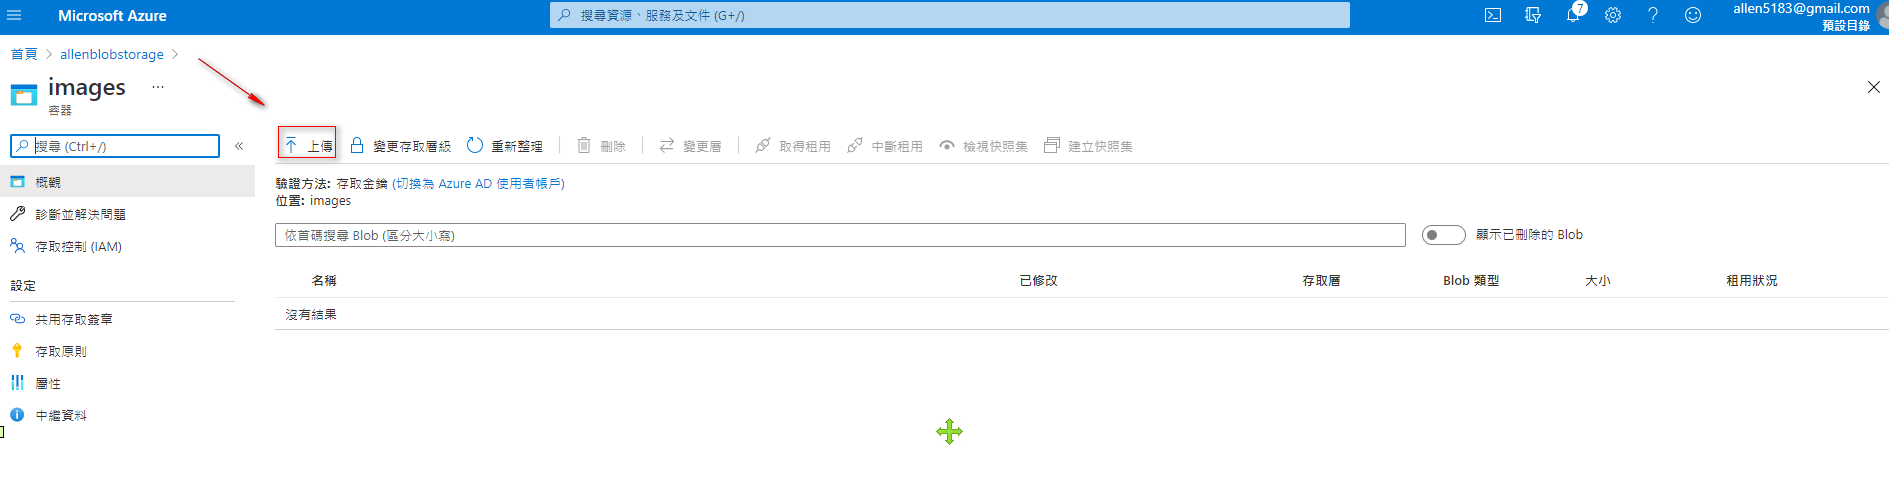 Microsoft Azure
搜尋資源、服務及文件 (G+/)
7
allen5183@gmail.com
預設目錄
首頁 > allenblobstorage >
images ...
容器
搜尋 (Ctrl+/) «
上傳 變更存取層級 重新整理 刪除 變更層 取得租用 中斷租用 檢視快照集 建立快照集
概觀
診斷並解決問題
存取控制 (IAM)
設定
共用存取簽章
存取原則
屬性
中繼資料
驗證方法: 存取金鑰 (切換為 Azure AD 使用者帳戶)
位置: images
依首碼搜尋 Blob (區分大小寫)
顯示已刪除的 Blob
名稱 已修改 存取層 Blob 類型 大小 租用狀況
沒有結果